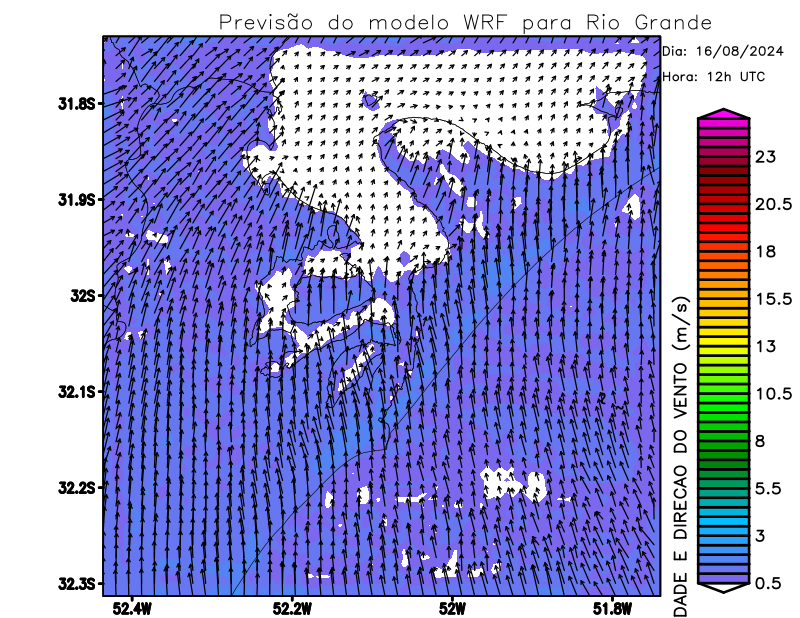 Previsão do modelo WRF para Rio Grande
Dia: 16/08/2024
Hora: 12h UTC
31.8S
31.9S
32S
32.1S
32.2S
32.3S
52.4W
52.2W
52W
51.8W
DADE E DIRECAO DO VENTO (m/s)
23
20.5
18
15.5
13
10.5
8
5.5
3
0.5